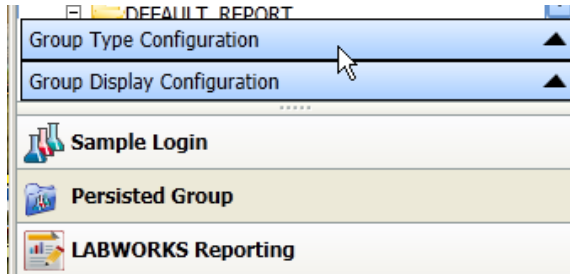 DEFAULT_REPORT
Group Type Configuration
Group Display Configuration
Sample Login
Persisted Group
LABWORKS Reporting